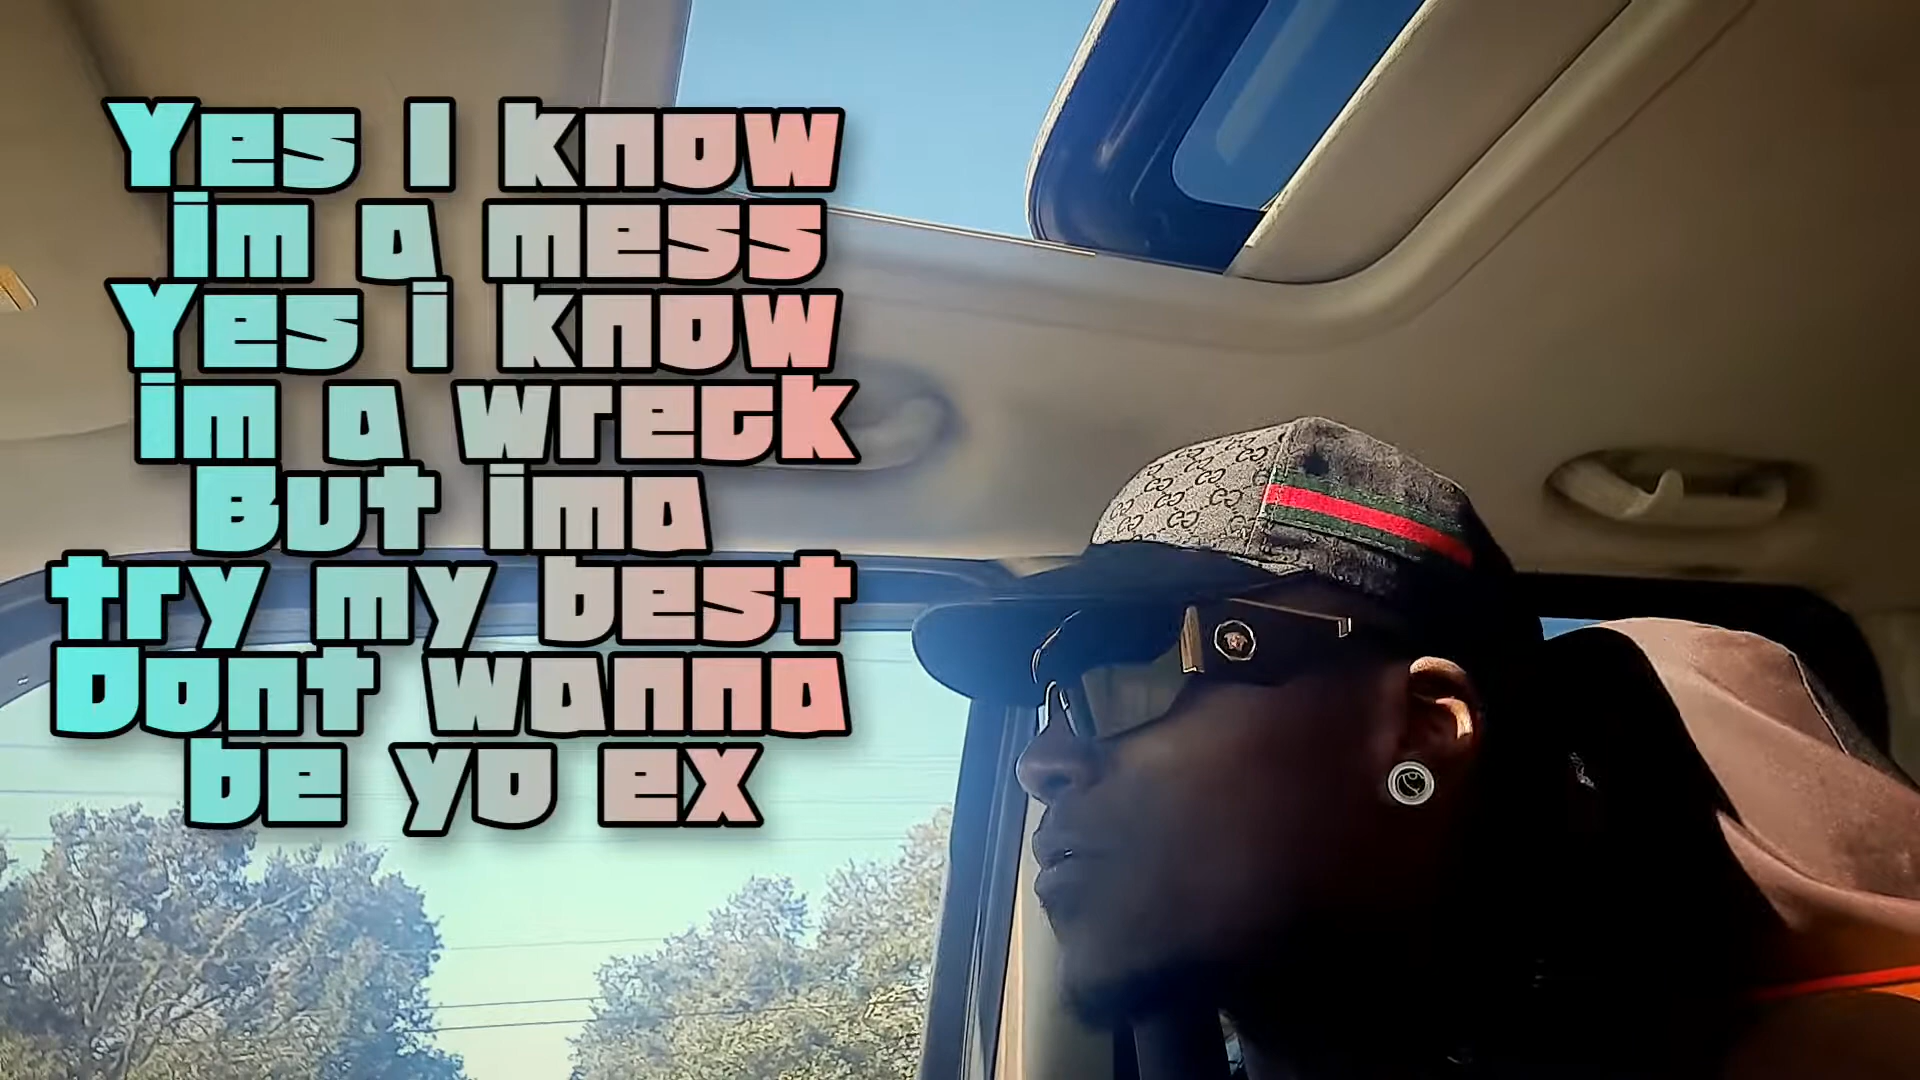 Yes I know
im a mess
Yes i know
im a wreck
But ima
try my best
Dont wanna
be yo ex